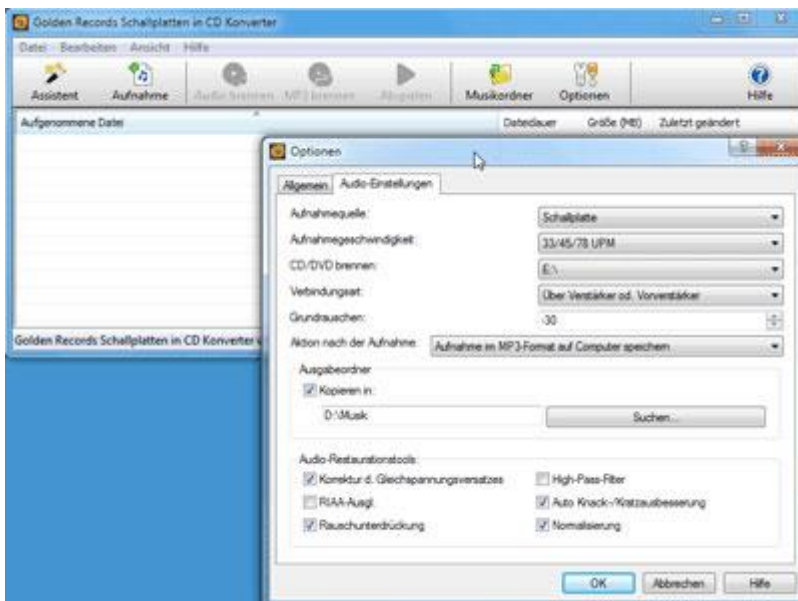 Golden Records Schallplatten in CD Konverter
Datei Bearbeiten Ansicht Hilfe
Assistent Aufnahme Audio brennen MP3 brennen Abspielen Musikordner Optionen Hilfe
Aufgenommene Datei Dateidauer Größe (MB) Zuletzt geändert
Optionen
Allgemein Audio-Einstellungen
Aufnahmequelle: Schallplatte
Aufnahmegeschwindigkeit: 33/45/78 UPM
CD/DVD brennen: E:\
Verbindungsart: Über Verstärker od. Vorverstärker
Grundrauschen: -30
Golden Records Schallplatten in CD Konverter v
Aktion nach der Aufnahme: Aufnahme im MP3-Format auf Computer speichern
Ausgabeordner
Kopieren in:
D:\Musik Suchen...
Audio-Restaurationstools
Korrektur d. Gleichspannungsversatzes High-Pass-Filter
RIAA-Ausgl. Auto Knack-/Kratzausbesserung
Rauschunterdrückung Normalisierung
OK Abbrechen Hilfe